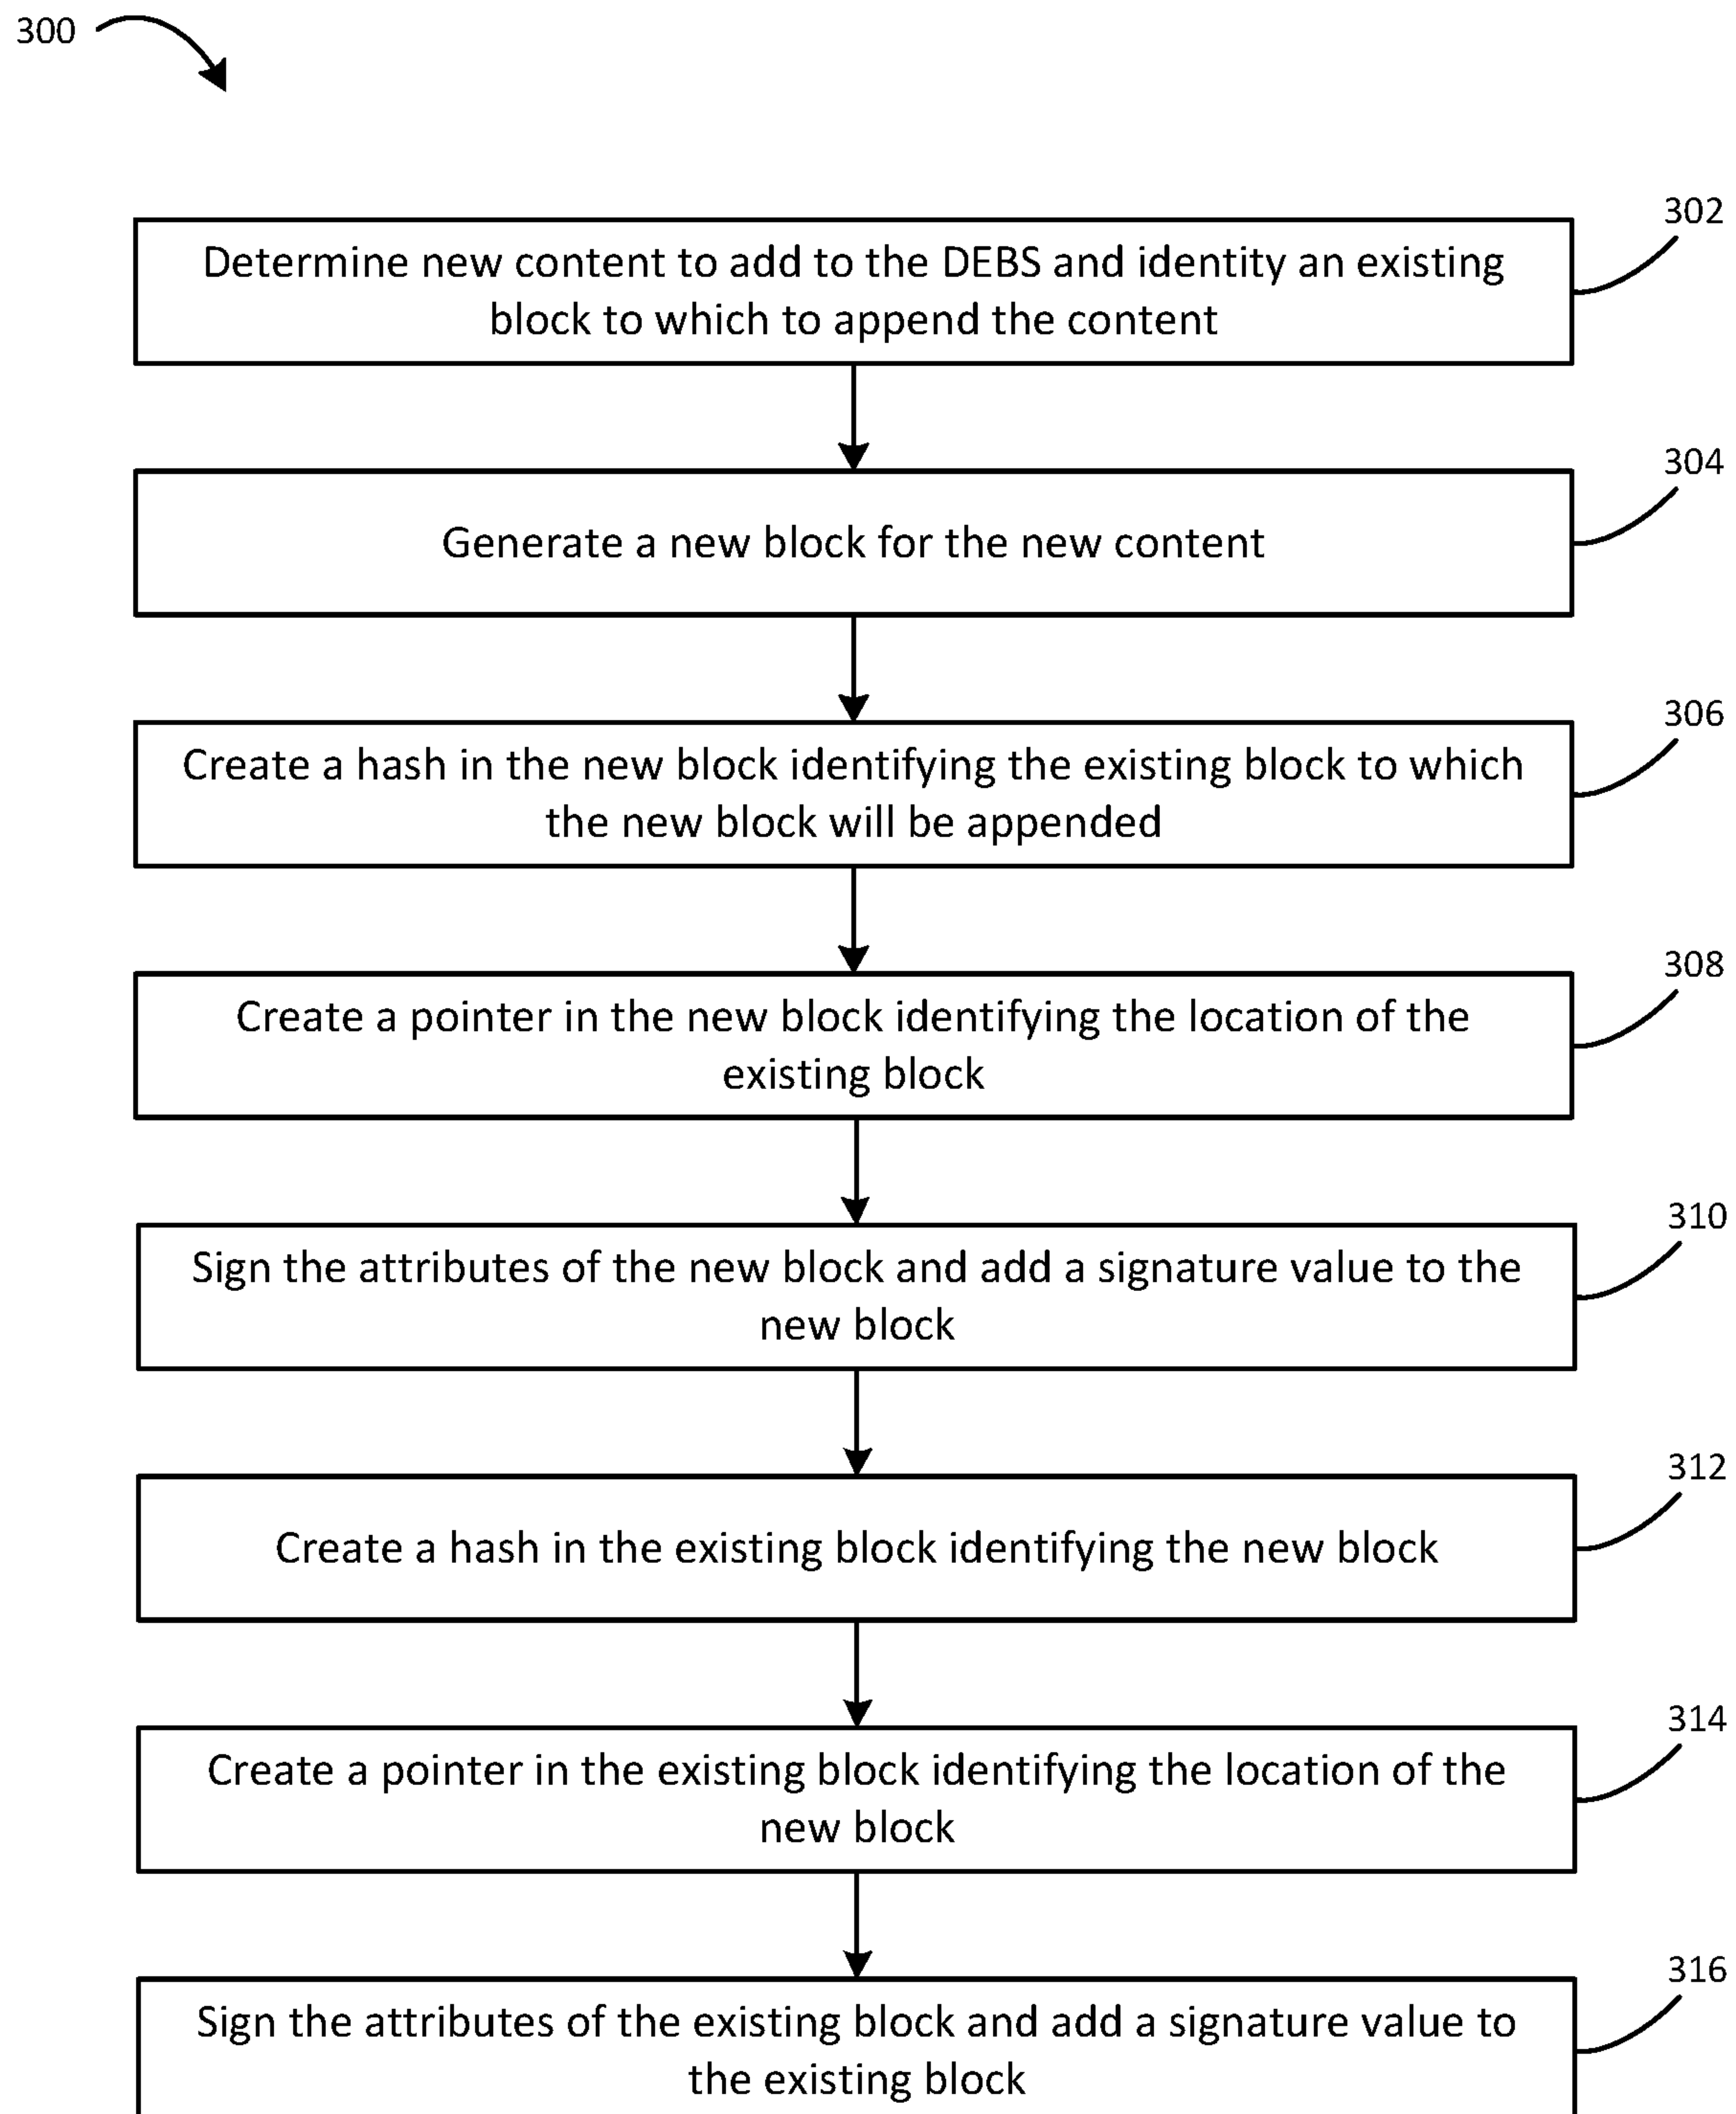 300
302
Determine new content to add to the DEBS and identity an existing
block to which to append the content
304
Generate a new block for the new content
306
Create a hash in the new block identifying the existing block to which
the new block will be appended
308
Create a pointer in the new block identifying the location of the
existing block
310
Sign the attributes of the new block and add a signature value to the
new block
312
Create a hash in the existing block identifying the new block
314
Create a pointer in the existing block identifying the location of the
new block
316
Sign the attributes of the existing block and add a signature value to
the existing block